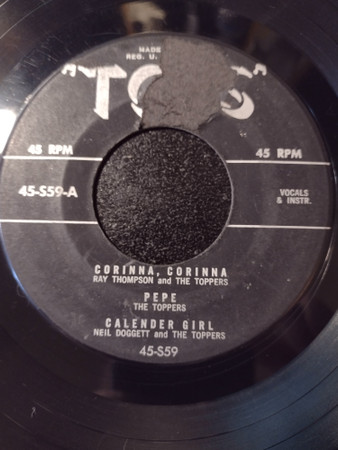 MADE
REG. U.
45 RPM
45 RPM
45-S59-A
VOCALS
& INSTR.
CORINNA, CORINNA
RAY THOMPSON and THE TOPPERS
PEPE
THE TOPPERS
CALENDER GIRL
NEIL DOGGETT and THE TOPPERS
45-S59